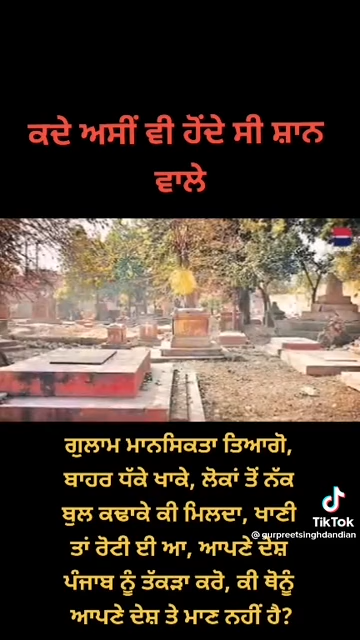 ਕਦੇ ਅਸੀਂ ਵੀ ਹੋਂਦੇ ਸੀ ਸ਼ਾਨ
ਵਾਲੇ
ਗੁਲਾਮ ਮਾਨਸਿਕਤਾ ਤਿਆਗੋ,
ਬਾਹਰ ਧੱਕੇ ਖਾਕੇ, ਲੋਕਾਂ ਤੋਂ ਨੱਕ
ਬੁਲ ਕਢਾਕੇ ਕੀ ਮਿਲਦਾ, ਖਾਣੀ
ਤਾਂ ਰੋਟੀ ਈ ਆ, ਆਪਣੇ ਦੇਸ਼
ਪੰਜਾਬ ਨੂੰ ਤੱਕੜਾ ਕਰੋ, ਕੀ ਥੋਨੂੰ
ਆਪਣੇ ਦੇਸ਼ ਤੇ ਮਾਣ ਨਹੀਂ ਹੈ?
TikTok
@gurpreetsinghdandian